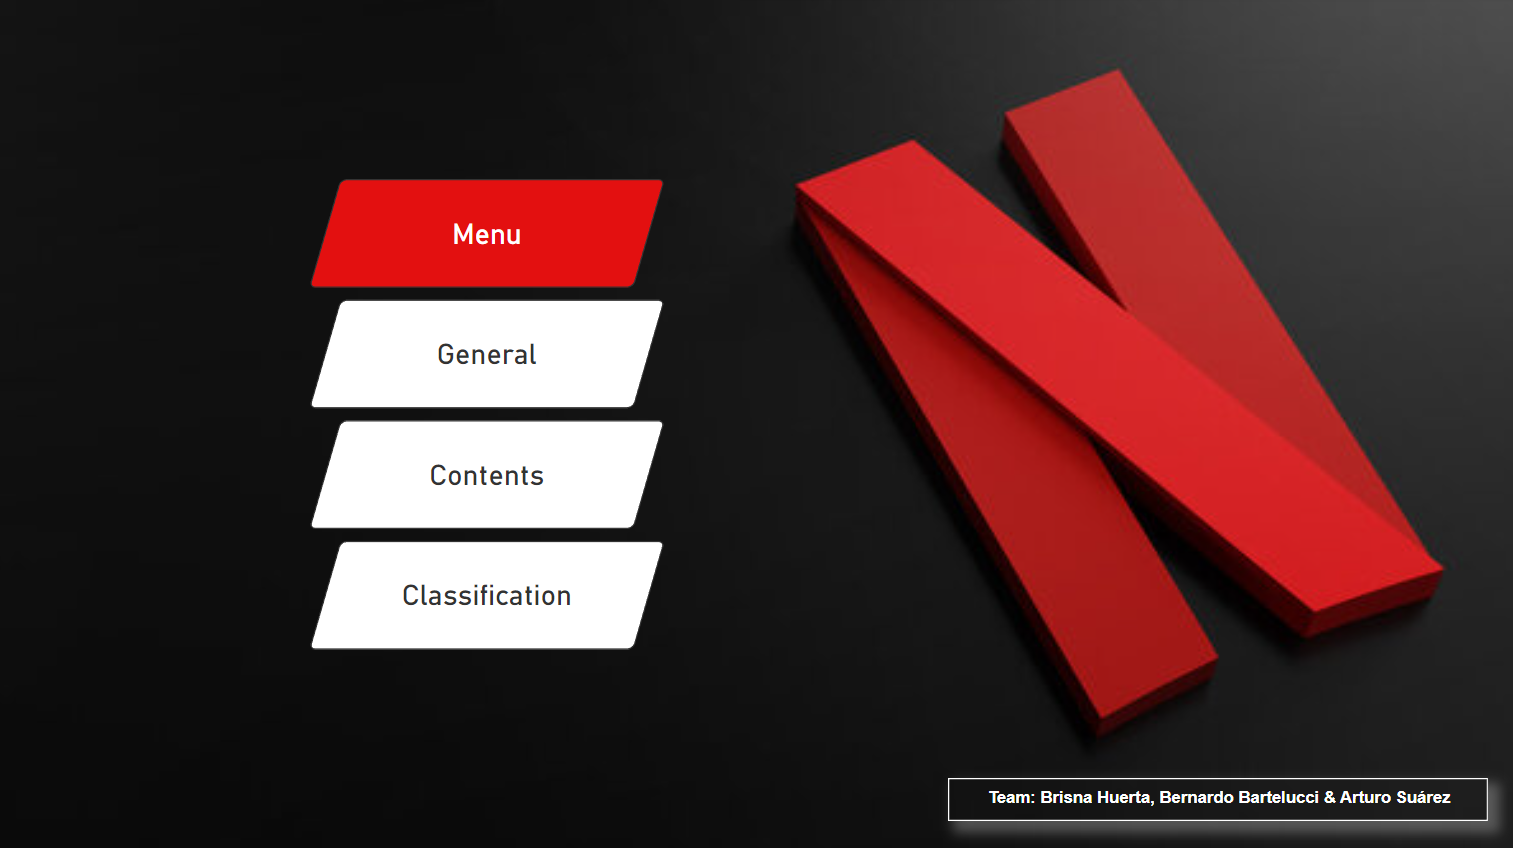 Menu
General
Contents
Classification
Team: Brisna Huerta, Bernardo Bartelucci & Arturo Suárez